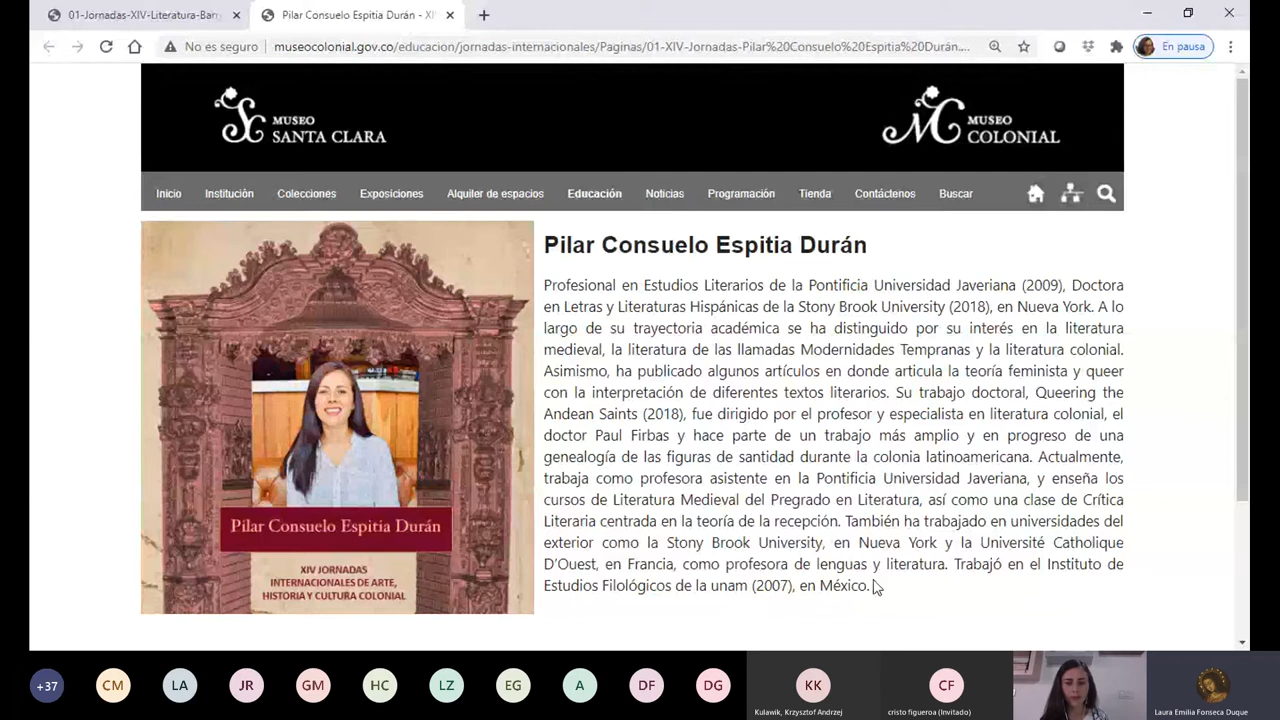 01-Jornadas-XIV-Literatura-Barr
Pilar Consuelo Espitia Durán - XI
No es seguro
museocolonial.gov.co/educacion/jornadas-internacionales/Paginas/01-XIV-Jornadas-Pilar%20Consuelo%20Espitia%20Durán....
En pausa
MUSEO
SANTA CLARA
MUSEO
COLONIAL
Inicio Institución Colecciones Exposiciones Alquiler de espacios Educación Noticias Programación Tienda Contáctenos Buscar
Pilar Consuelo Espitia Durán
Profesional en Estudios Literarios de la Pontificia Universidad Javeriana (2009), Doctora
en Letras y Literaturas Hispánicas de la Stony Brook University (2018), en Nueva York. A lo
largo de su trayectoria académica se ha distinguido por su interés en la literatura
medieval, la literatura de las llamadas Modernidades Tempranas y la literatura colonial.
Asimismo, ha publicado algunos artículos en donde articula la teoría feminista y queer
con la interpretación de diferentes textos literarios. Su trabajo doctoral, Queering the
Andean Saints (2018), fue dirigido por el profesor y especialista en literatura colonial, el
doctor Paul Firbas y hace parte de un trabajo más amplio y en progreso de una
genealogía de las figuras de santidad durante la colonia latinoamericana. Actualmente,
trabaja como profesora asistente en la Pontificia Universidad Javeriana, y enseña los
cursos de Literatura Medieval del Pregrado en Literatura, así como una clase de Crítica
Literaria centrada en la teoría de la recepción. También ha trabajado en universidades del
exterior como la Stony Brook University, en Nueva York y la Université Catholique
D'Ouest, en Francia, como profesora de lenguas y literatura. Trabajó en el Instituto de
Estudios Filológicos de la unam (2007), en México.
Pilar Consuelo Espitia Durán
XIV JORNADAS
INTERNACIONALES DE ARTE,
HISTORIA Y CULTURA COLONIAL
+37 CM LA JR GM HC LZ EG A DF DG KK CF
Kulawik, Krzysztof Andrzej
cristo figueroa (Invitado)
Laura Emilia Fonseca Duque